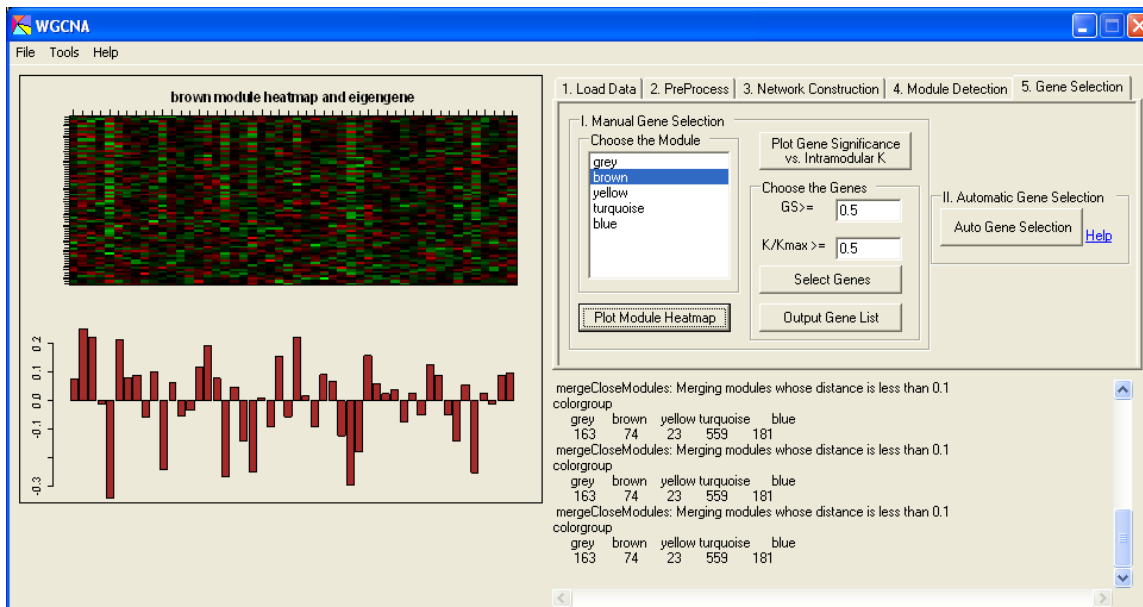 WGCNA
File Tools Help
brown module heatmap and eigengene
0.2
0.1
0.0
-0.1
-0.3
1. Load Data
2. PreProcess
3. Network Construction
4. Module Detection
5. Gene Selection
I. Manual Gene Selection
Choose the Module
grey
brown
yellow
turquoise
blue
Plot Module Heatmap
Plot Gene Significance
vs. Intramodular K
Choose the Genes
GS>= 0.5
K/Kmax >= 0.5
Select Genes
Output Gene List
II. Automatic Gene Selection
Auto Gene Selection
Help
mergeCloseModules: Merging modules whose distance is less than 0.1
colorgroup
grey brown yellow turquoise blue
163 74 23 559 181
mergeCloseModules: Merging modules whose distance is less than 0.1
colorgroup
grey brown yellow turquoise blue
163 74 23 559 181
mergeCloseModules: Merging modules whose distance is less than 0.1
colorgroup
grey brown yellow turquoise blue
163 74 23 559 181